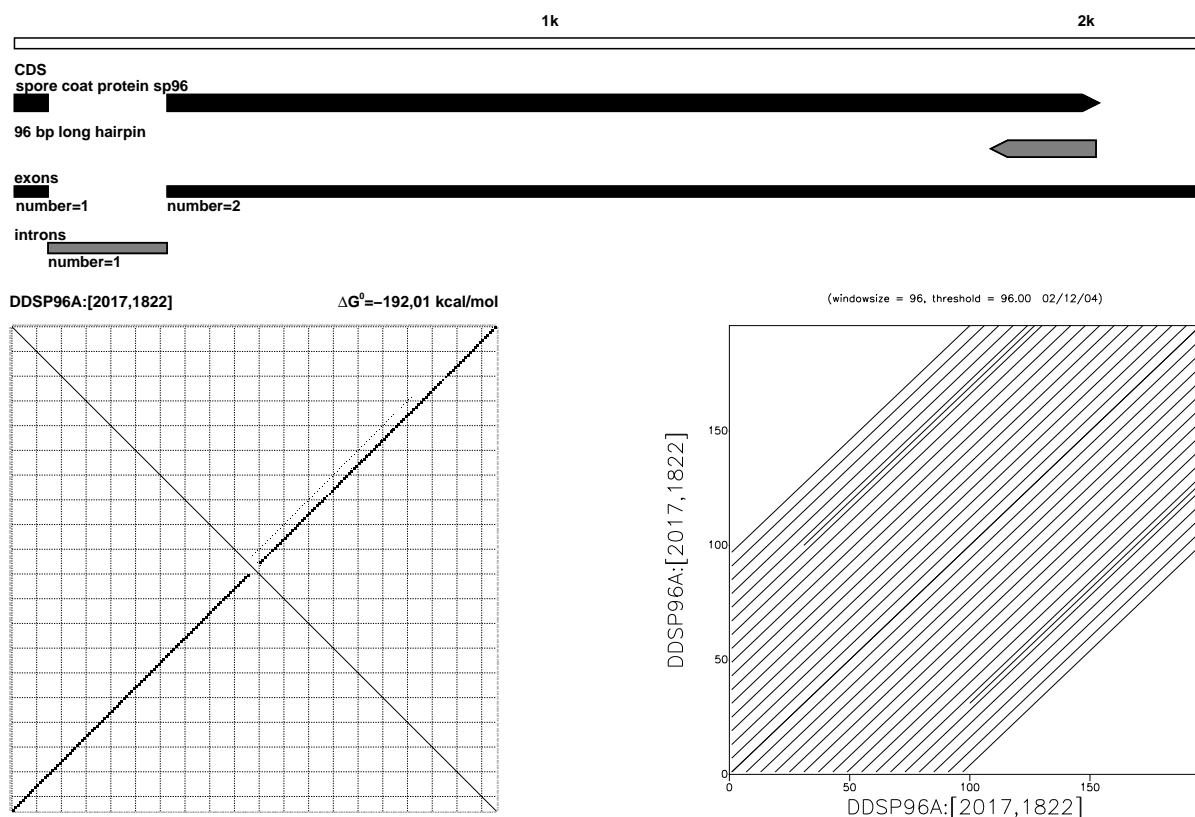 1k 2k
CDS
spore coat protein sp96
96 bp long hairpin
exons
number=1 number=2
introns
number=1
DDSP96A:[2017,1822] ΔG⁰=−192,01 kcal/mol
(windowsize = 96, threshold = 96.00 02/12/04)
DDSP96A:[2017,1822]
150
100
50
0
0 50 100 150
DDSP96A:[2017,1822]